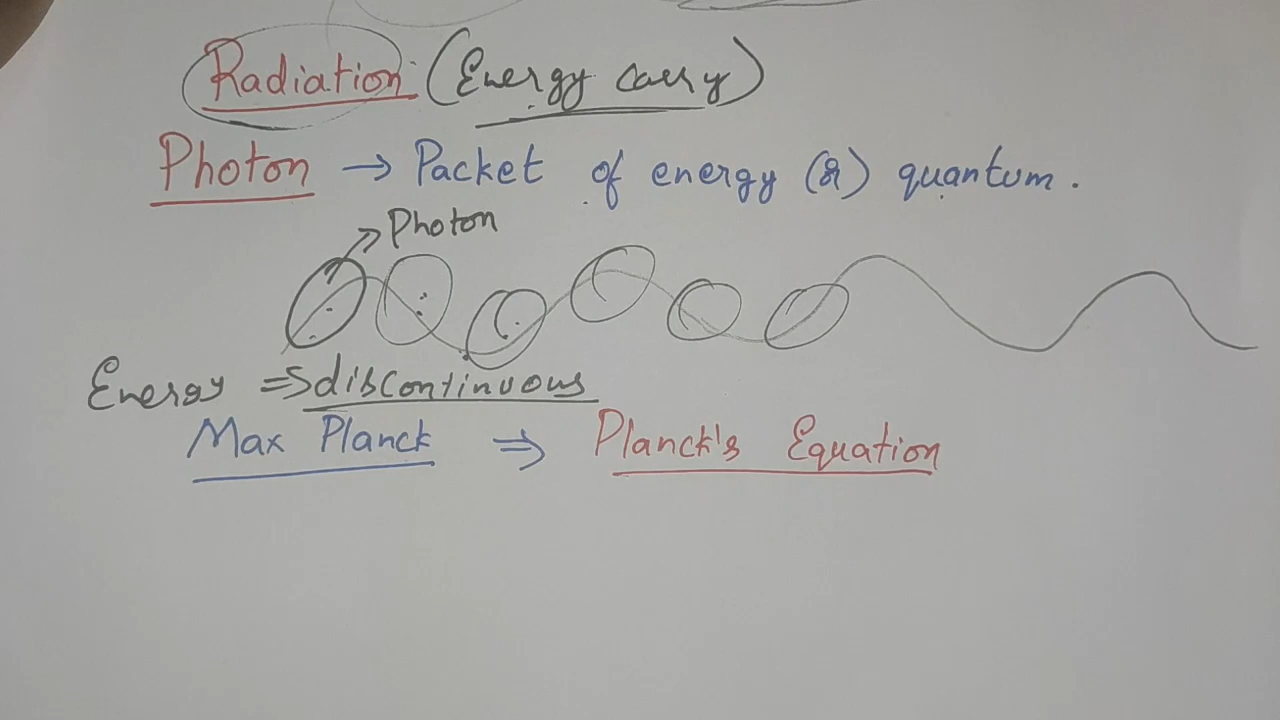 Radiation (Energy carry)
Photon → Packet of energy (or) quantum.
Photon
Energy ⇒ discontinuous
Max Planck ⇒ Planck's Equation